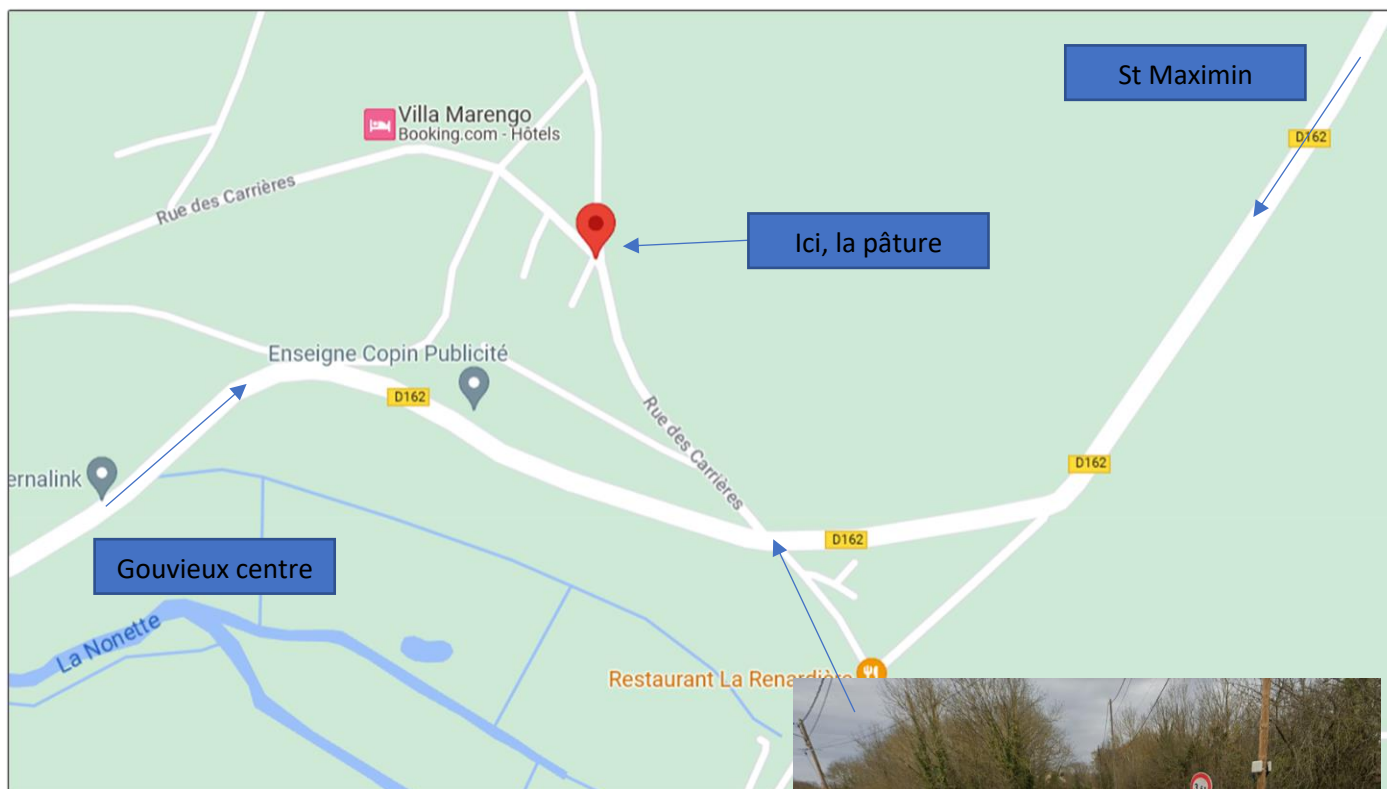 St Maximin
Villa Marengo
Booking.com - Hôtels
D162
Rue des Carrières
Ici, la pâture
Enseigne Copin Publicité
D162
Rue des Carrières
D162
ernalink
D162
Gouvieux centre
La Nonette
Restaurant La Renardière